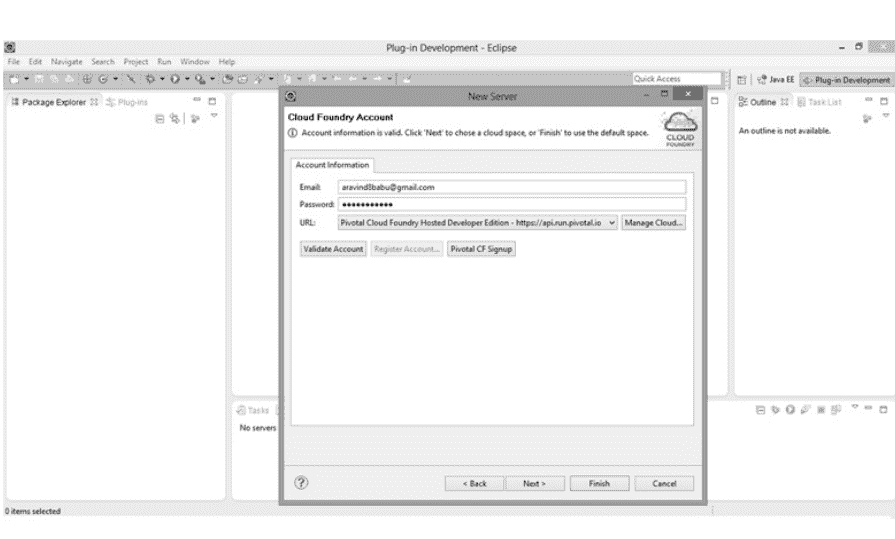 Plug-in Development - Eclipse
File Edit Navigate Search Project Run Window Help
Quick Access
Java EE
Plug-in Development
Package Explorer
Plug-ins
New Server
Outline
Task List
An outline is not available.
Cloud Foundry Account
Account information is valid. Click 'Next' to chose a cloud space, or 'Finish' to use the default space.
CLOUD
FOUNDRY
Account Information
Email: aravind8babu@gmail.com
Password: •••••••••••
URL: Pivotal Cloud Foundry Hosted Developer Edition - https://api.run.pivotal.io Manage Cloud...
Validate Account Register Account... Pivotal CF Signup
Tasks
No servers
< Back Next > Finish Cancel
0 items selected